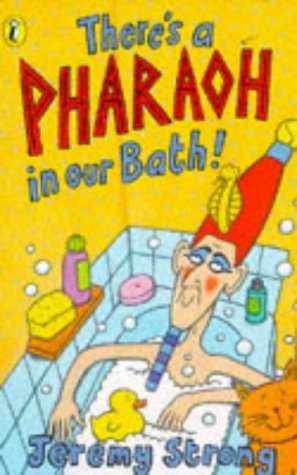 There's a
PHARAOH
in our Bath!
Jeremy Strong